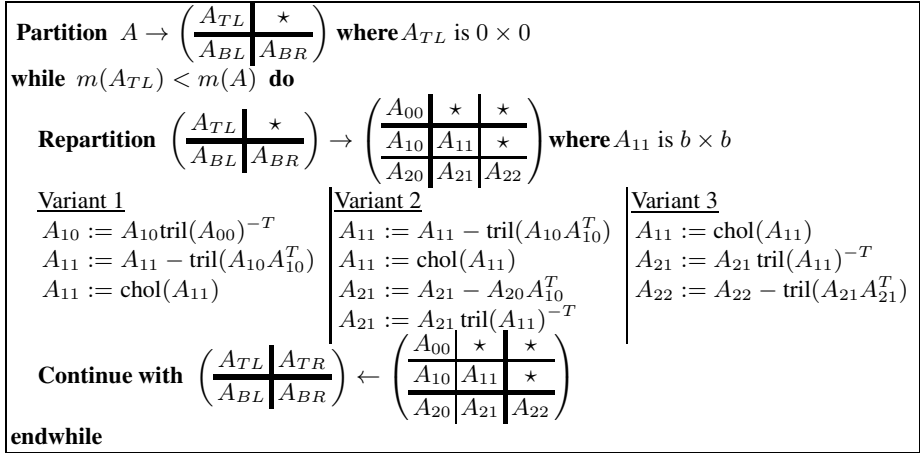 Partition A → ( A_TL ⋆ / A_BL A_BR ) where A_TL is 0 × 0
while m(A_TL) < m(A) do
Repartition ( A_TL ⋆ / A_BL A_BR ) → ( A_00 ⋆ ⋆ / A_10 A_11 ⋆ / A_20 A_21 A_22 ) where A_11 is b × b
Variant 1
A_10 := A_10 tril(A_00)^{-T}
A_11 := A_11 − tril(A_10 A_10^T)
A_11 := chol(A_11)
Variant 2
A_11 := A_11 − tril(A_10 A_10^T)
A_11 := chol(A_11)
A_21 := A_21 − A_20 A_10^T
A_21 := A_21 tril(A_11)^{-T}
Variant 3
A_11 := chol(A_11)
A_21 := A_21 tril(A_11)^{-T}
A_22 := A_22 − tril(A_21 A_21^T)
Continue with ( A_TL A_TR / A_BL A_BR ) ← ( A_00 ⋆ ⋆ / A_10 A_11 ⋆ / A_20 A_21 A_22 )
endwhile